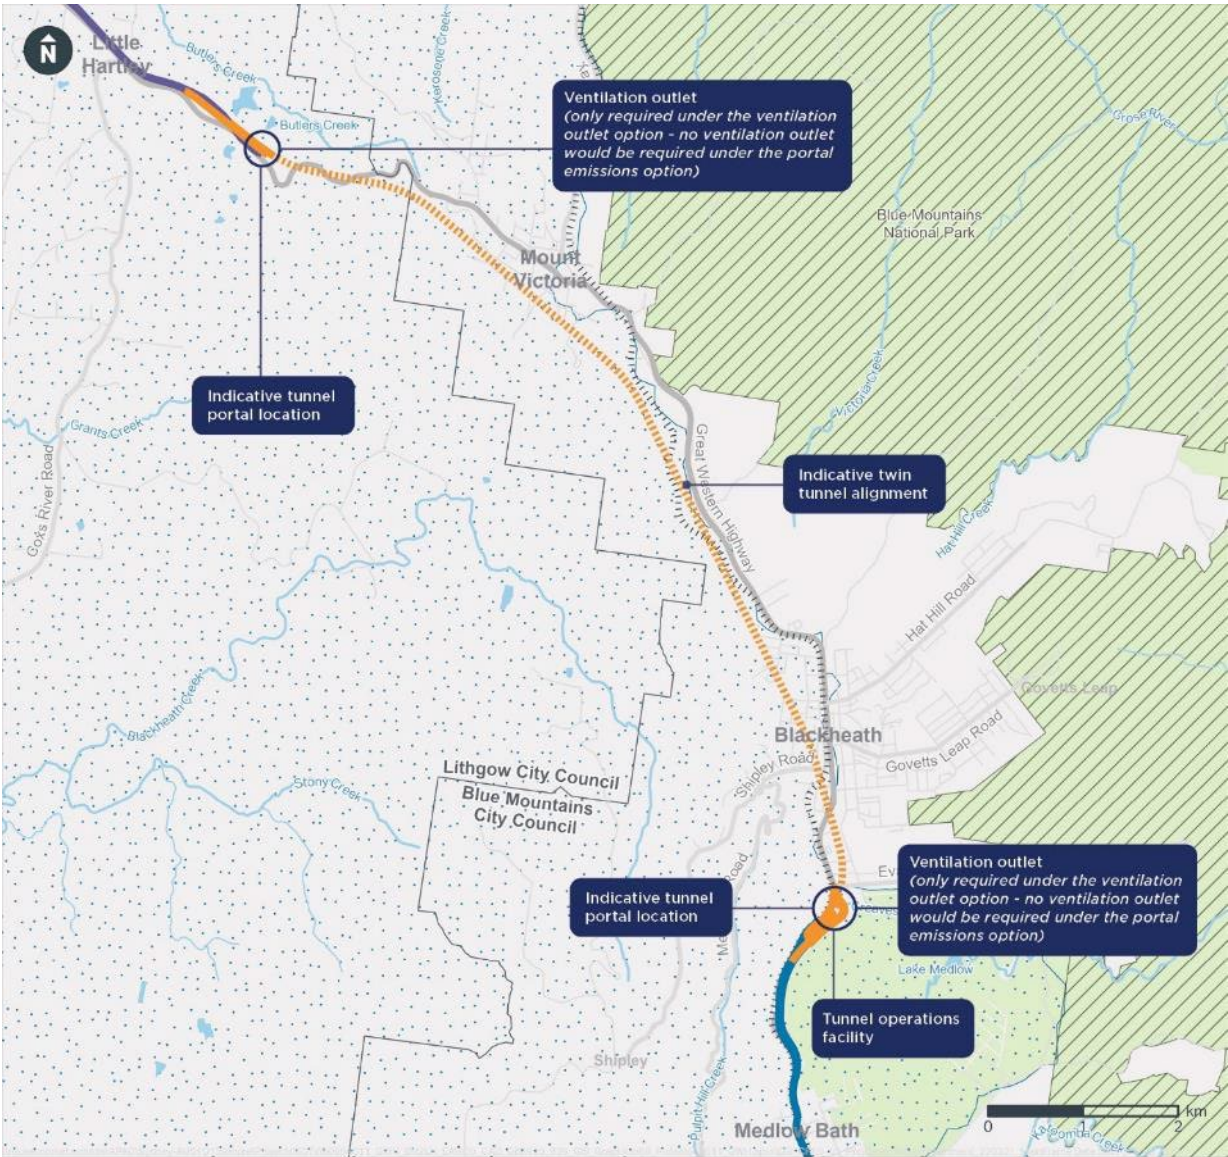 N
Little
Hartley
Butlers Creek
Kerosene Creek
Butlers Creek
Ventilation outlet
(only required under the ventilation
outlet option - no ventilation outlet
would be required under the portal
emissions option)
Grose River
Blue Mountains
National Park
Mount
Victoria
Victoria Creek
Indicative tunnel
portal location
Grants Creek
Coxs River Road
Great Western Highway
Indicative twin
tunnel alignment
Hat Hill Creek
Hat Hill Road
Govetts Leap
Blackheath
Govetts Leap Road
Shipley Road
Blackheath Creek
Stony Creek
Lithgow City Council
Blue Mountains
City Council
Indicative tunnel
portal location
Road
Ventilation outlet
(only required under the ventilation
outlet option - no ventilation outlet
would be required under the portal
emissions option)
Lake Medlow
Tunnel operations
facility
Shipley
Pulpit Hill Creek
Medlow Bath
km
0
2
Katoomba Creek